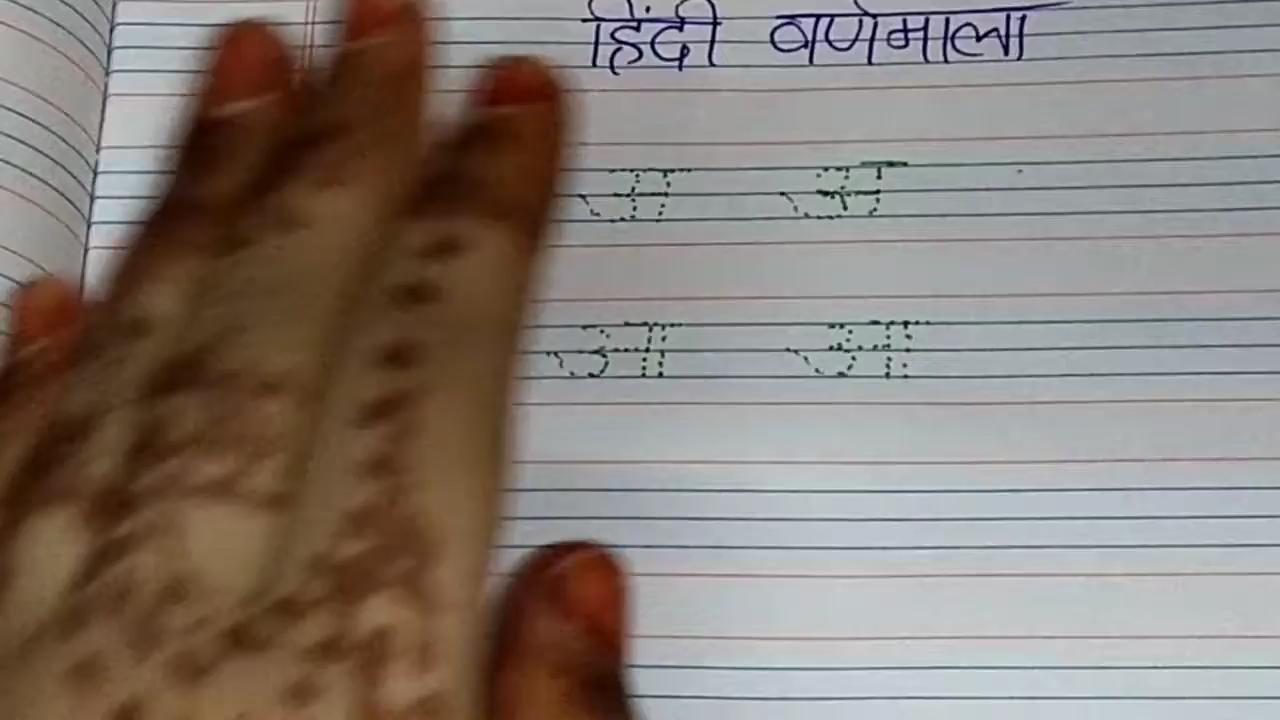 हिंदी वर्णमाला
अ अ
आ आ